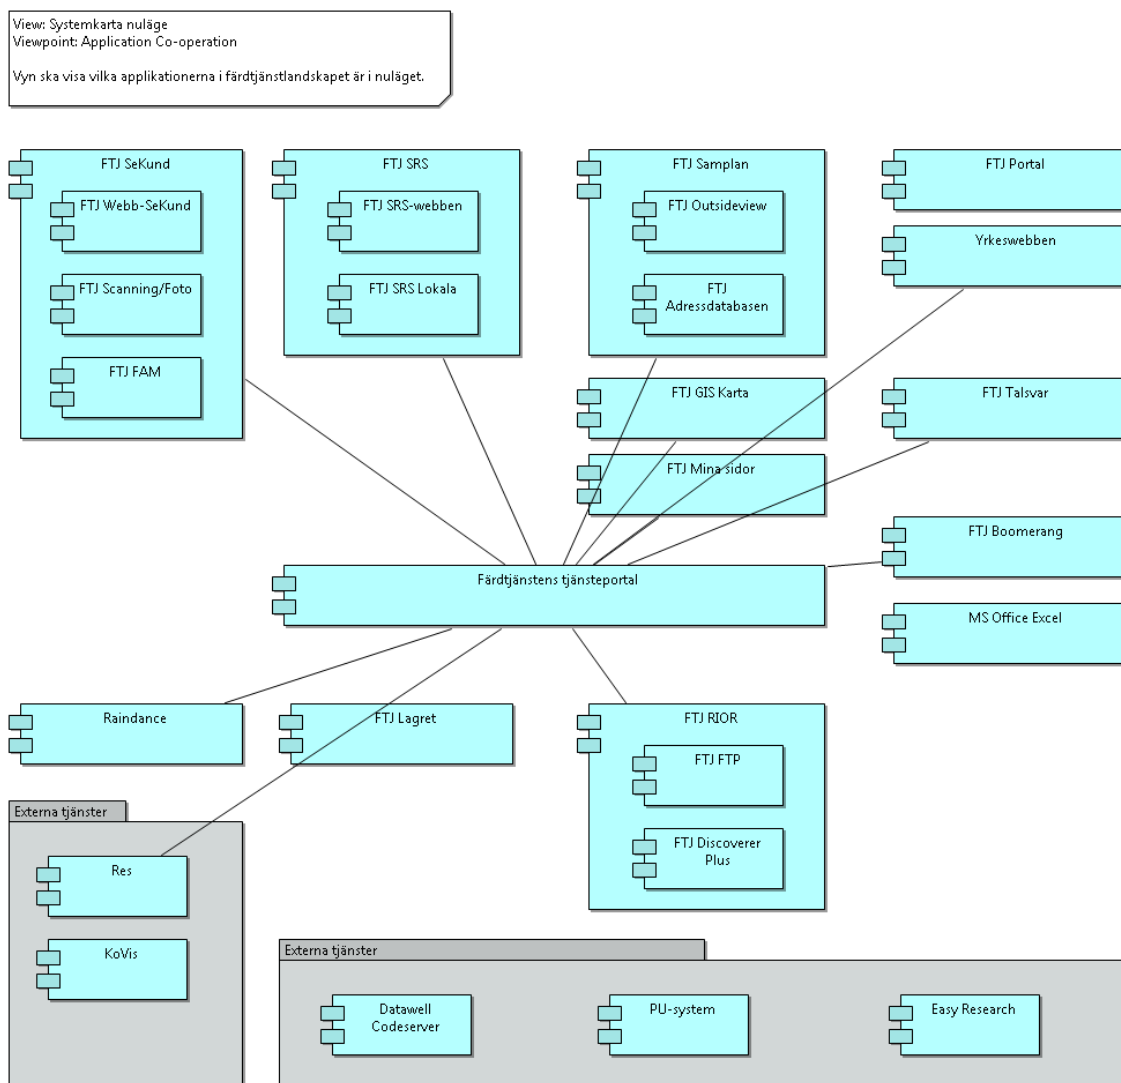 View: Systemkarta nuläge
Viewpoint: Application Co-operation
Vyn ska visa vilka applikationerna i färdtjänstlandskapet är i nuläget.
FTJ SeKund
FTJ Webb-SeKund
FTJ Scanning/Foto
FTJ FAM
FTJ SRS
FTJ SRS-webben
FTJ SRS Lokala
FTJ Samplan
FTJ Outsideview
FTJ
Adressdatabasen
FTJ Portal
Yrkeswebben
FTJ GIS Karta
FTJ Talsvar
FTJ Mina sidor
FTJ Boomerang
Färdtjänstens tjänsteportal
MS Office Excel
Raindance
FTJ Lagret
FTJ RIOR
FTJ FTP
FTJ Discoverer
Plus
Externa tjänster
Res
KoVis
Externa tjänster
Datawell
Codeserver
PU-system
Easy Research